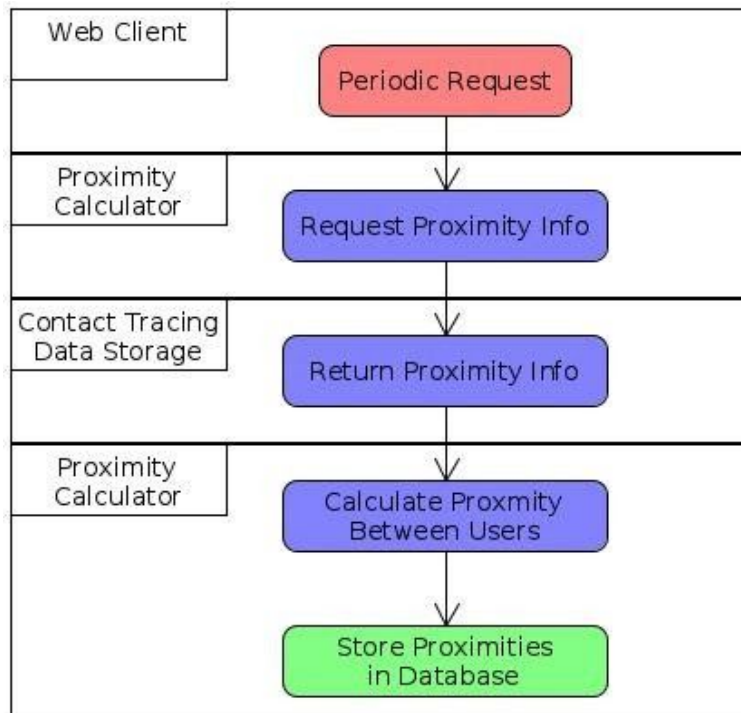 Web Client
Periodic Request
Proximity
Calculator
Request Proximity Info
Contact Tracing
Data Storage
Return Proximity Info
Proximity
Calculator
Calculate Proxmity
Between Users
Store Proximities
in Database